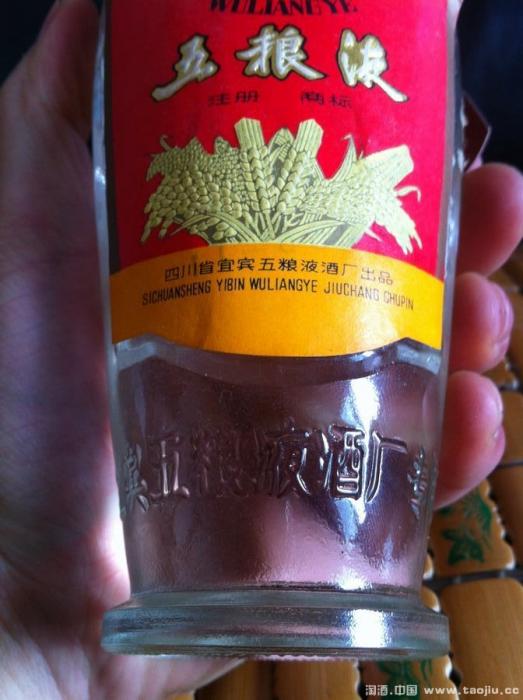 WULIANGYE
五粮液
注册 商标
四川省宜宾五粮液酒厂出品
SICHUANSHENG YIBIN WULIANGYE JIUCHANG CHUPIN
宾五粮液酒厂
淘酒.中国 www.taojiu.cc